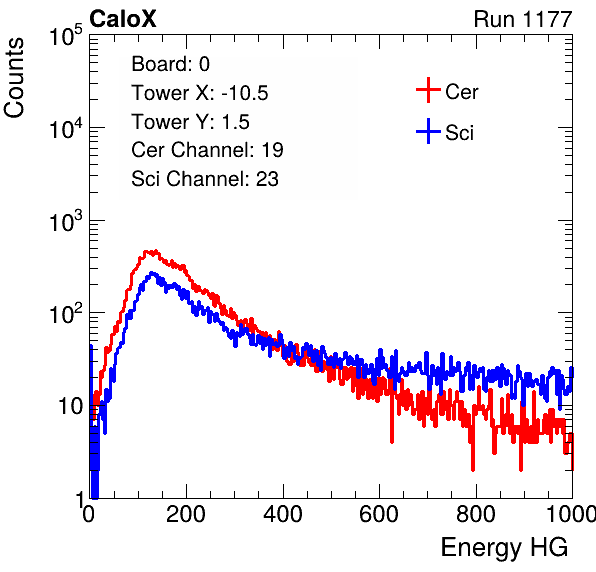 CaloX Run 1177
Counts
10^5
10^4
10^3
10^2
10
1
Board: 0
Tower X: -10.5
Tower Y: 1.5
Cer Channel: 19
Sci Channel: 23
Cer
Sci
0 200 400 600 800 1000
Energy HG